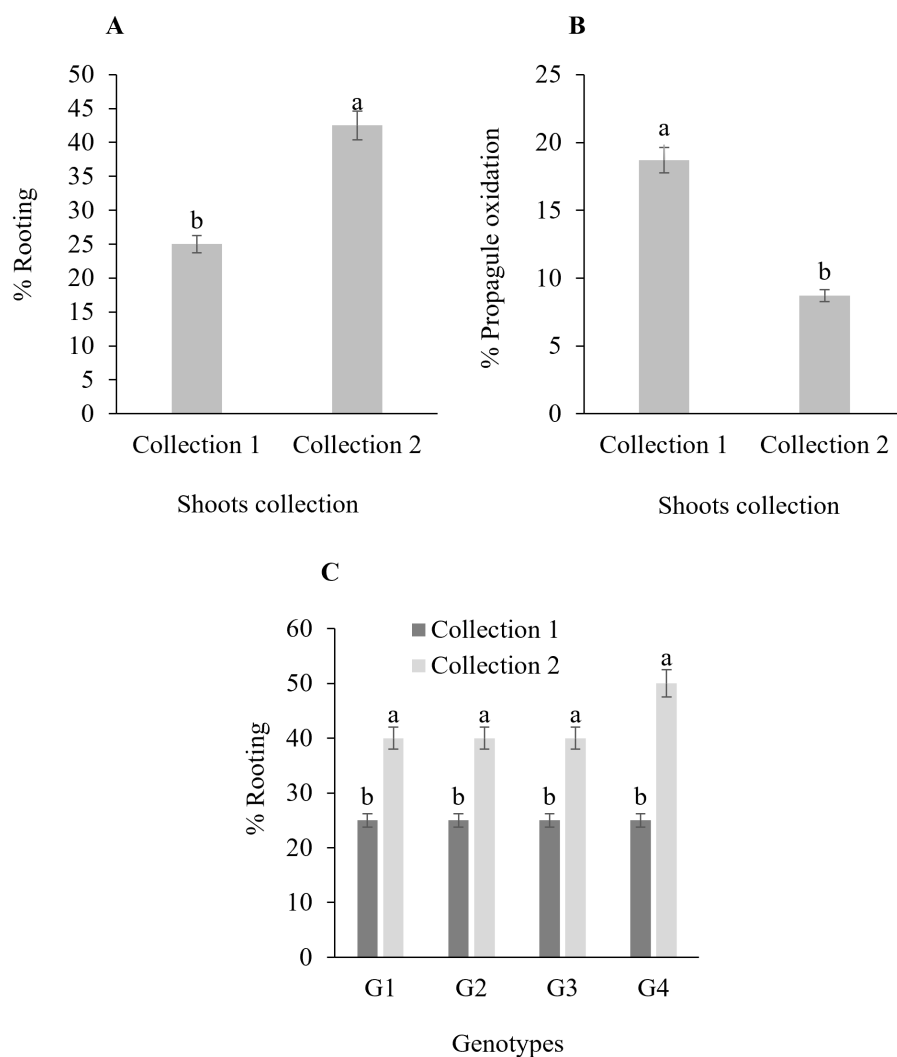 A
% Rooting
50
45
40
35
30
25
20
15
10
5
0
b
a
Collection 1
Collection 2
Shoots collection
B
% Propagule oxidation
25
20
15
10
5
0
a
b
Collection 1
Collection 2
Shoots collection
C
% Rooting
60
50
40
30
20
10
0
Collection 1
Collection 2
b
a
b
a
b
a
b
a
G1
G2
G3
G4
Genotypes